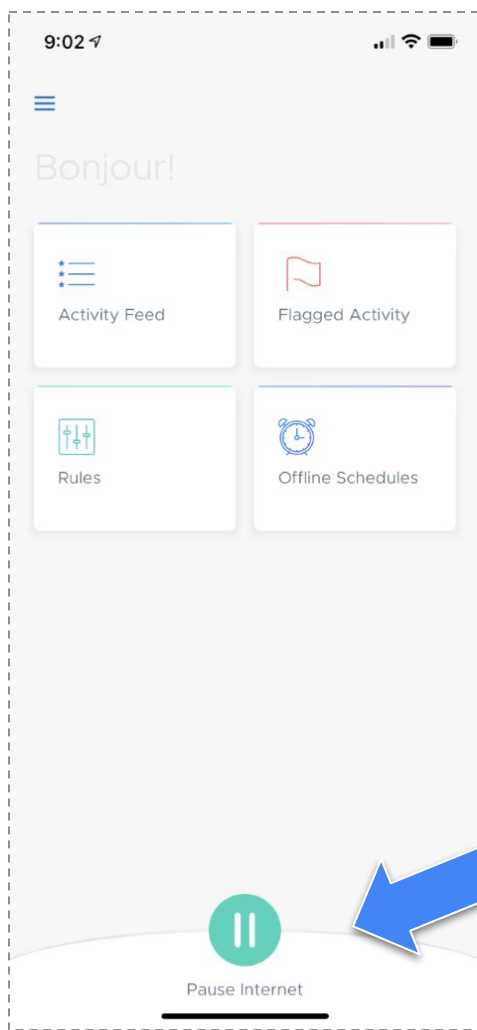 9:02
Bonjour!
Activity Feed
Flagged Activity
Rules
Offline Schedules
Pause Internet